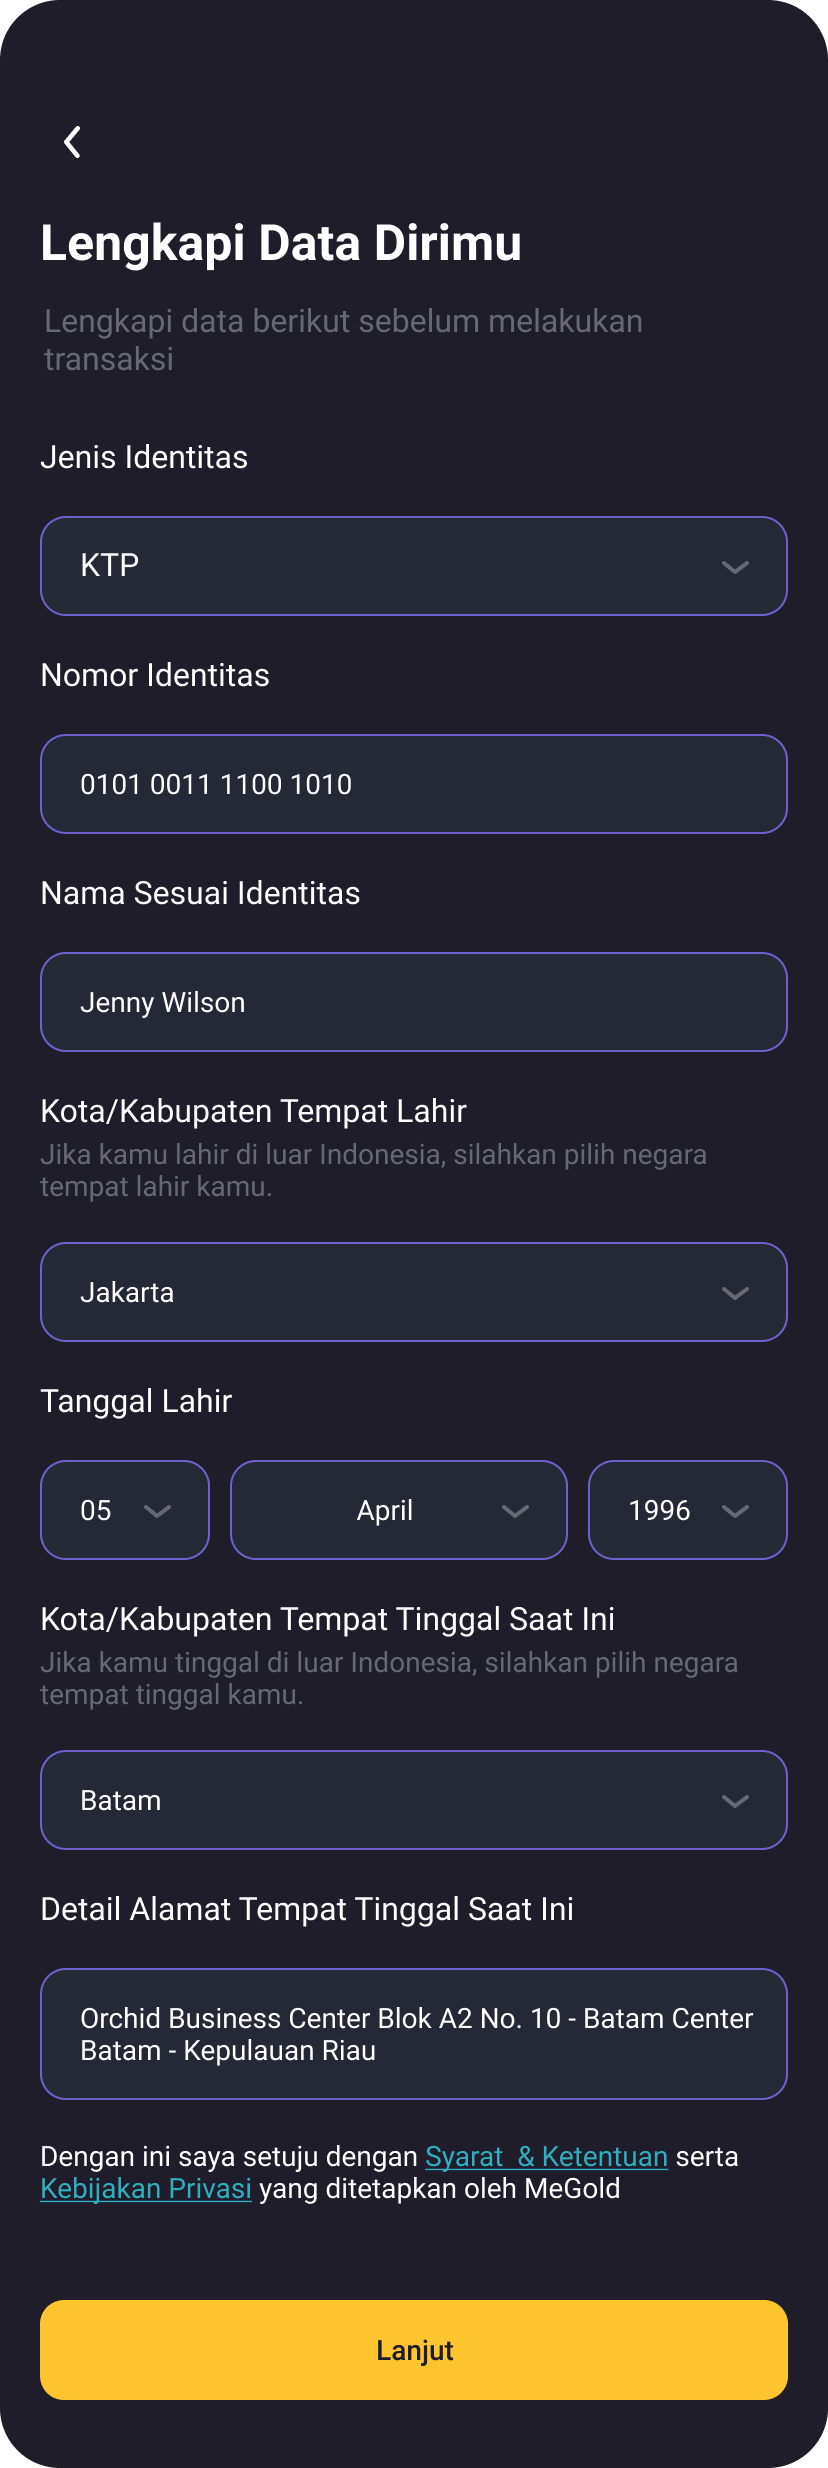 Lengkapi Data Dirimu
Lengkapi data berikut sebelum melakukan
transaksi
Jenis Identitas
KTP
Nomor Identitas
0101 0011 1100 1010
Nama Sesuai Identitas
Jenny Wilson
Kota/Kabupaten Tempat Lahir
Jika kamu lahir di luar Indonesia, silahkan pilih negara
tempat lahir kamu.
Jakarta
Tanggal Lahir
05 April 1996
Kota/Kabupaten Tempat Tinggal Saat Ini
Jika kamu tinggal di luar Indonesia, silahkan pilih negara
tempat tinggal kamu.
Batam
Detail Alamat Tempat Tinggal Saat Ini
Orchid Business Center Blok A2 No. 10 - Batam Center
Batam - Kepulauan Riau
Dengan ini saya setuju dengan Syarat  & Ketentuan serta
Kebijakan Privasi yang ditetapkan oleh MeGold
Lanjut